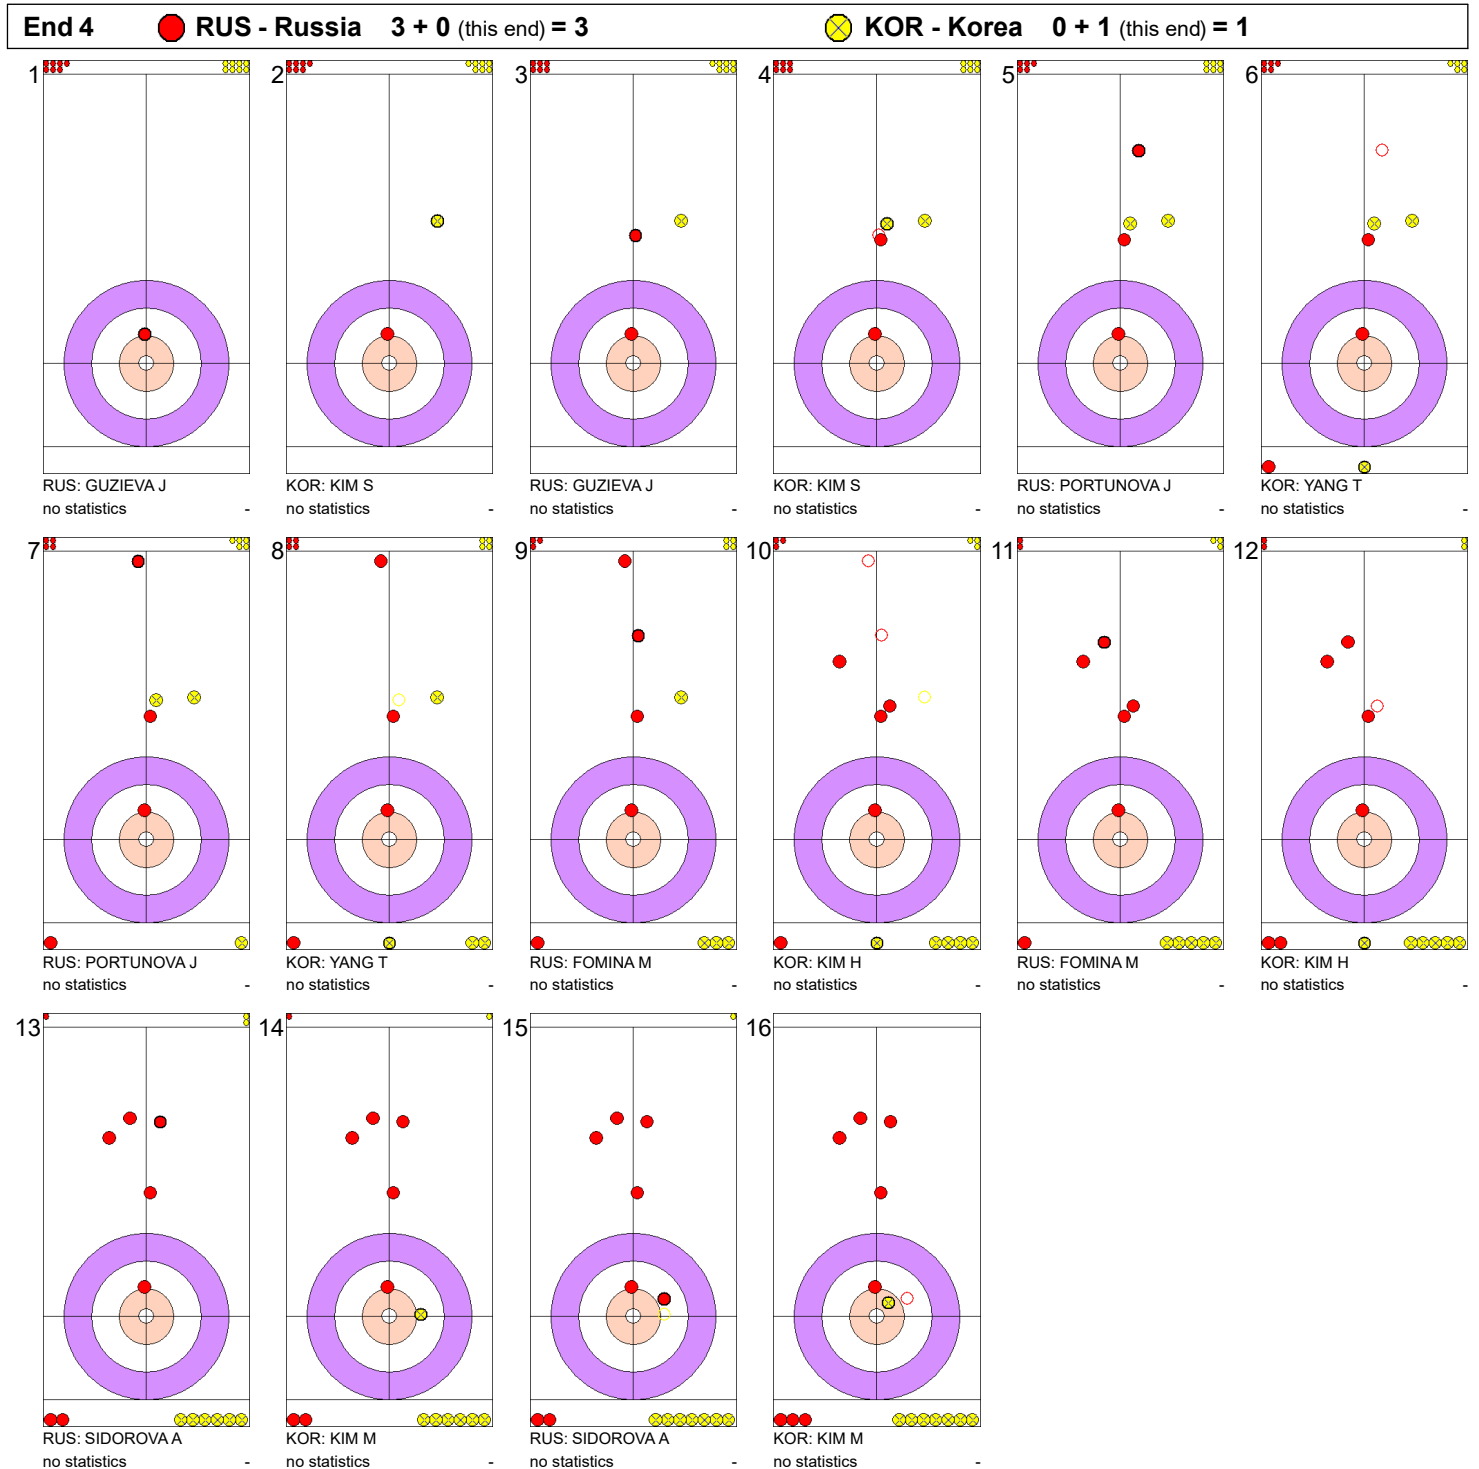 End 4 RUS - Russia 3 + 0 (this end) = 3 KOR - Korea 0 + 1 (this end) = 1
1 2 3 4 5 6
RUS: GUZIEVA J KOR: KIM S RUS: GUZIEVA J KOR: KIM S RUS: PORTUNOVA J KOR: YANG T
no statistics - no statistics - no statistics - no statistics - no statistics - no statistics -
7 8 9 10 11 12
RUS: PORTUNOVA J KOR: YANG T RUS: FOMINA M KOR: KIM H RUS: FOMINA M KOR: KIM H
no statistics - no statistics - no statistics - no statistics - no statistics - no statistics -
13 14 15 16
RUS: SIDOROVA A KOR: KIM M RUS: SIDOROVA A KOR: KIM M
no statistics - no statistics - no statistics - no statistics -